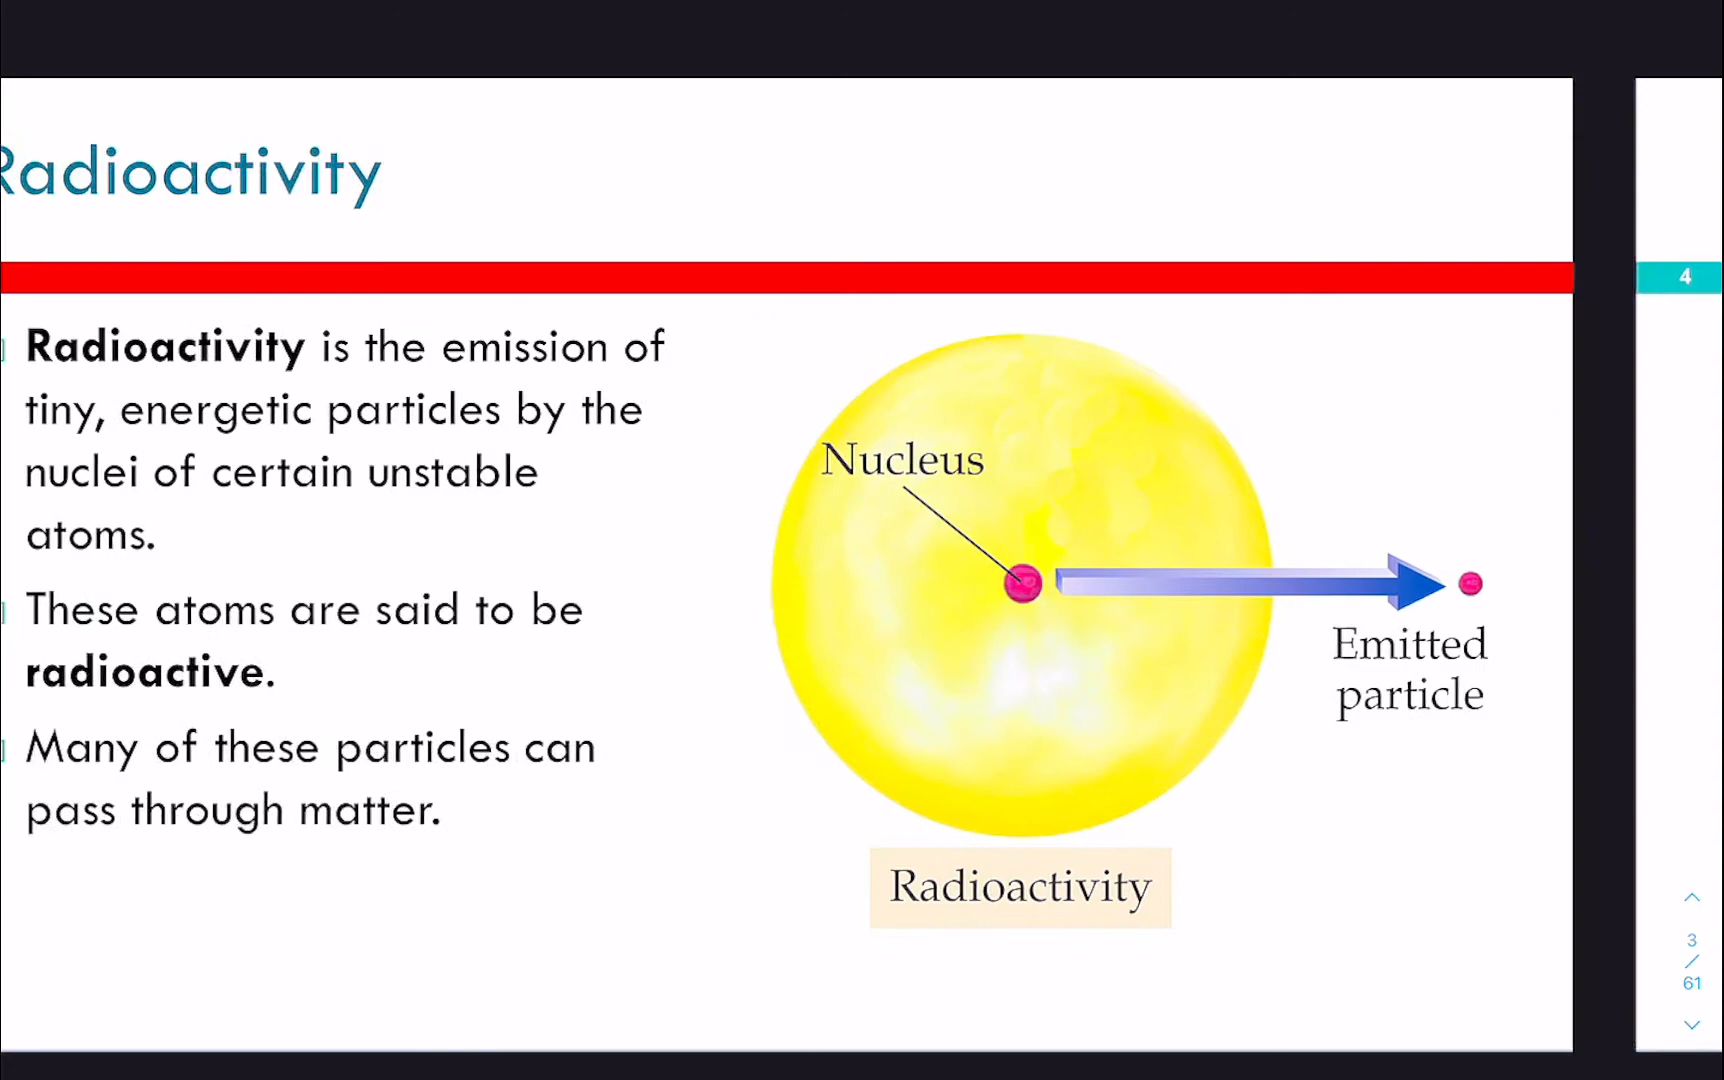 Radioactivity
4
Radioactivity is the emission of
tiny, energetic particles by the
nuclei of certain unstable
atoms.
These atoms are said to be
radioactive.
Many of these particles can
pass through matter.
Nucleus
Emitted
particle
Radioactivity
3
/
61